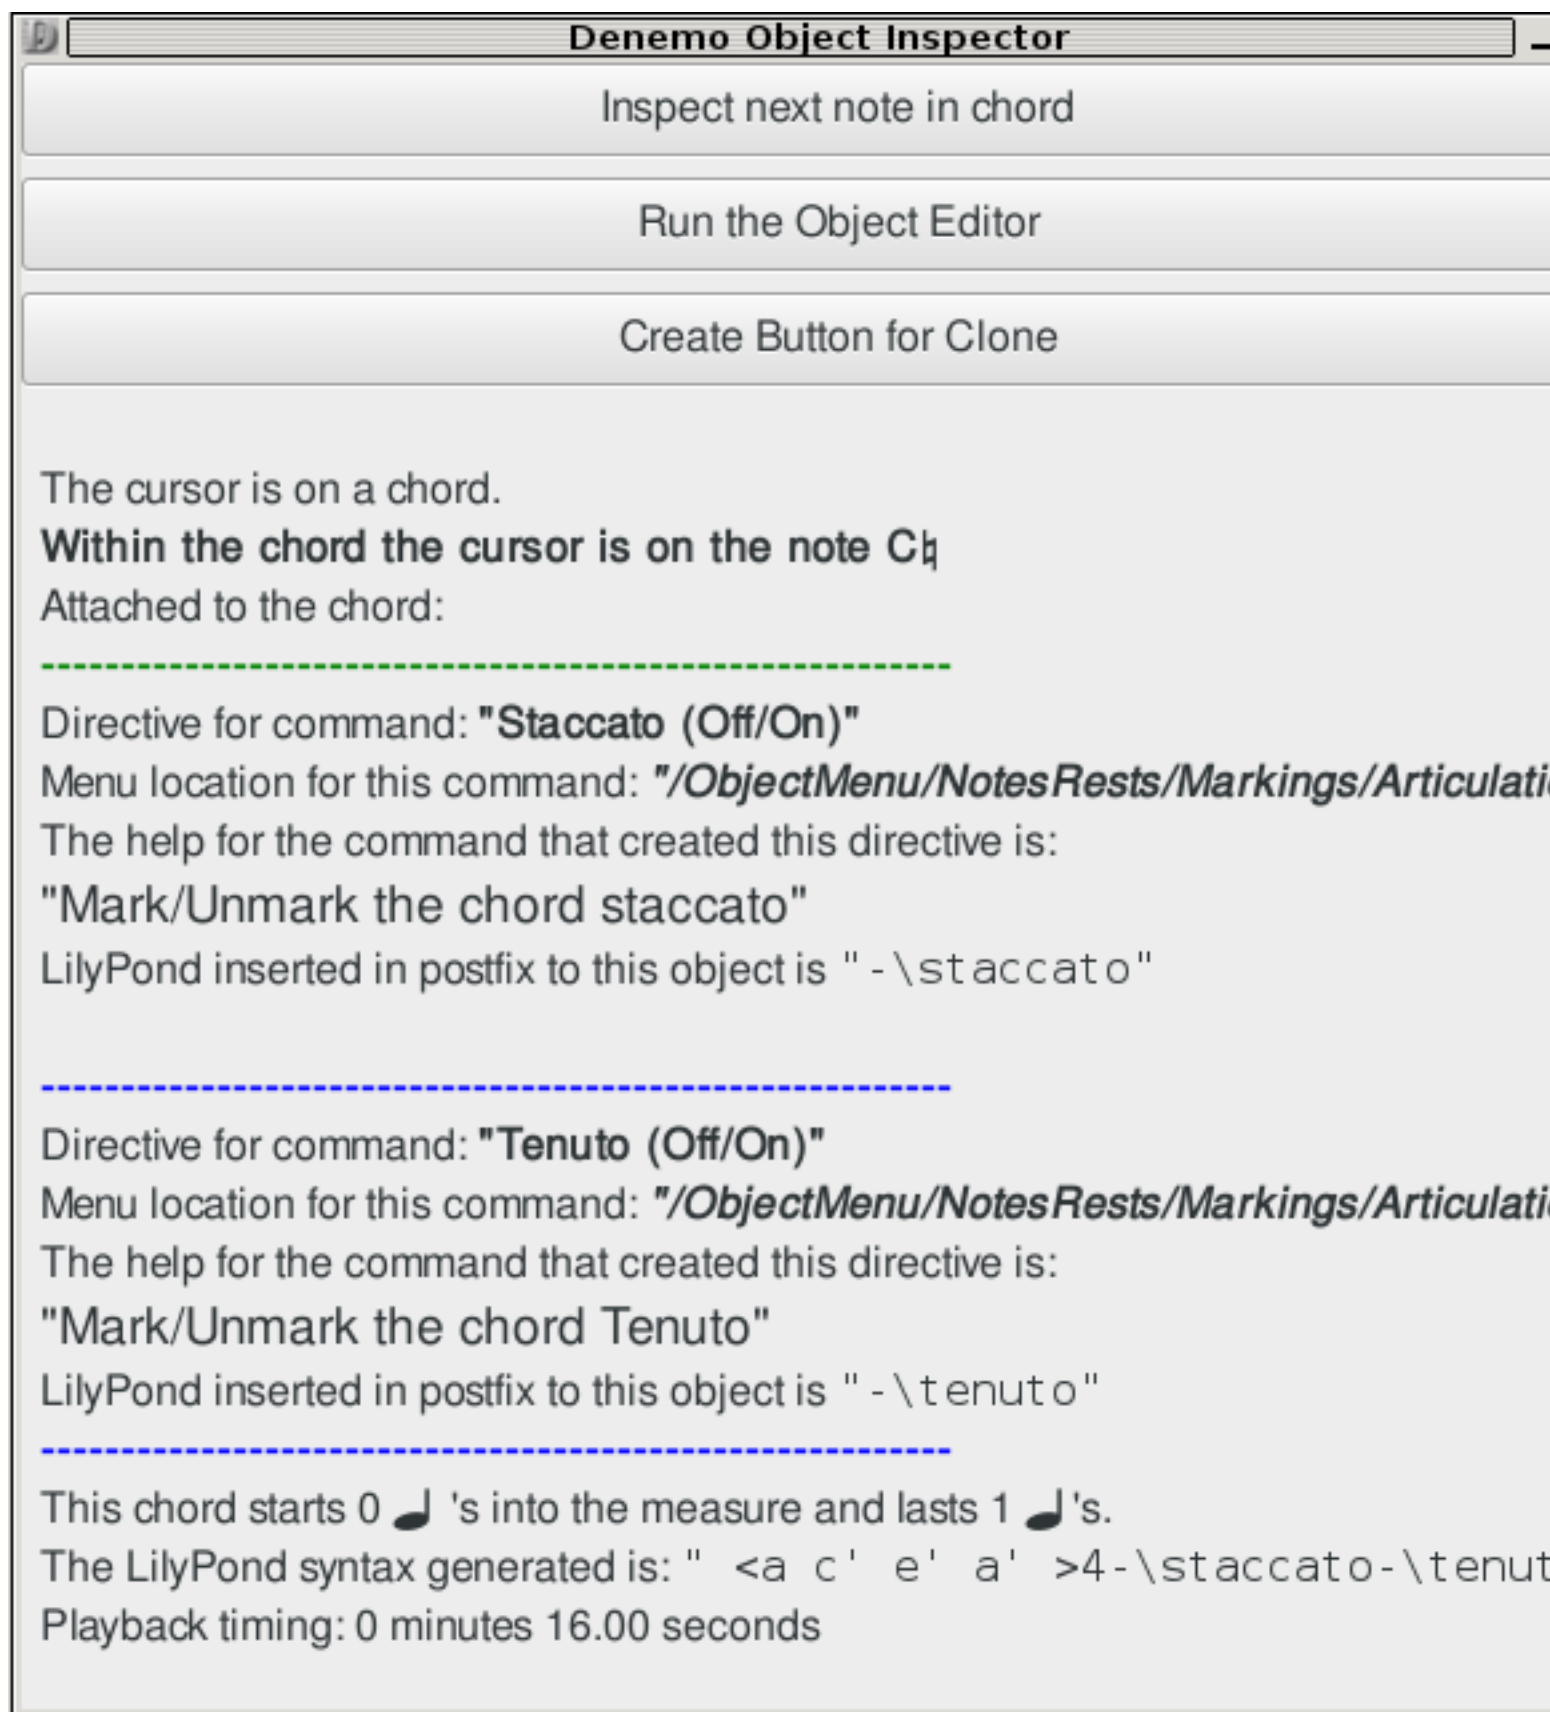 Denemo Object Inspector
Inspect next note in chord
Run the Object Editor
Create Button for Clone
The cursor is on a chord.
Within the chord the cursor is on the note C♮
Attached to the chord:
---------------------------------------------------------
Directive for command: "Staccato (Off/On)"
Menu location for this command: "/ObjectMenu/NotesRests/Markings/Articulati
The help for the command that created this directive is:
"Mark/Unmark the chord staccato"
LilyPond inserted in postfix to this object is "-\staccato"
---------------------------------------------------------
Directive for command: "Tenuto (Off/On)"
Menu location for this command: "/ObjectMenu/NotesRests/Markings/Articulati
The help for the command that created this directive is:
"Mark/Unmark the chord Tenuto"
LilyPond inserted in postfix to this object is "-\tenuto"
---------------------------------------------------------
This chord starts 0 ♩ 's into the measure and lasts 1 ♩'s.
The LilyPond syntax generated is: " <a c' e' a' >4-\staccato-\tenut
Playback timing: 0 minutes 16.00 seconds